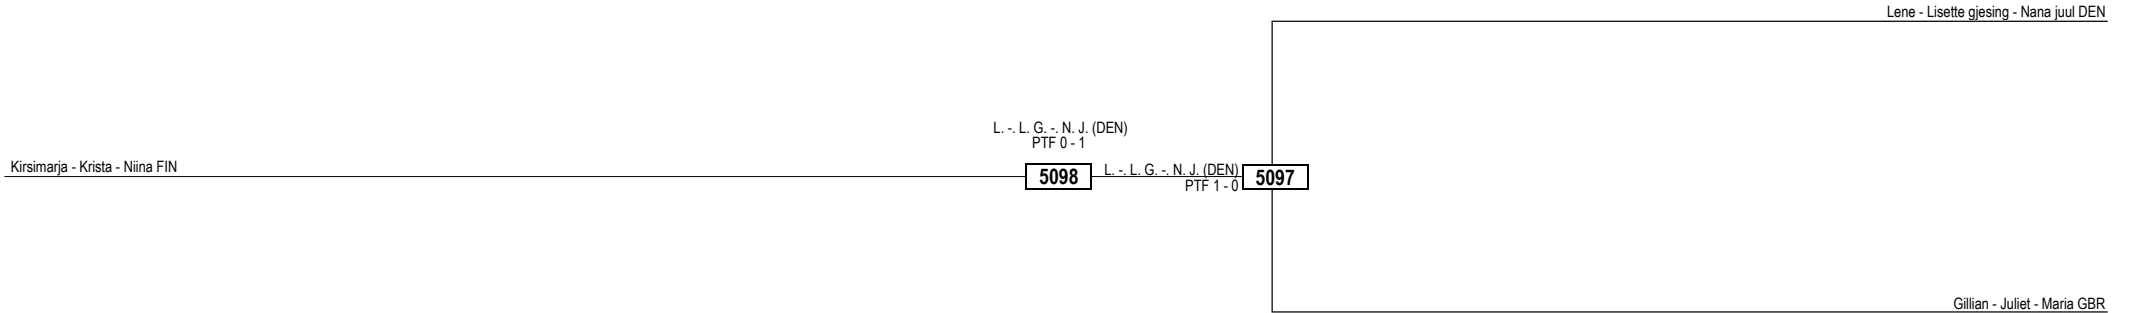 Lene - Lisette gjesing - Nana juul DEN
L. -. L. G. -. N. J. (DEN)
PTF 0 - 1
Kirsimarja - Krista - Niina FIN
5098
L. -. L. G. -. N. J. (DEN)
PTF 1 - 0
5097
Gillian - Juliet - Maria GBR